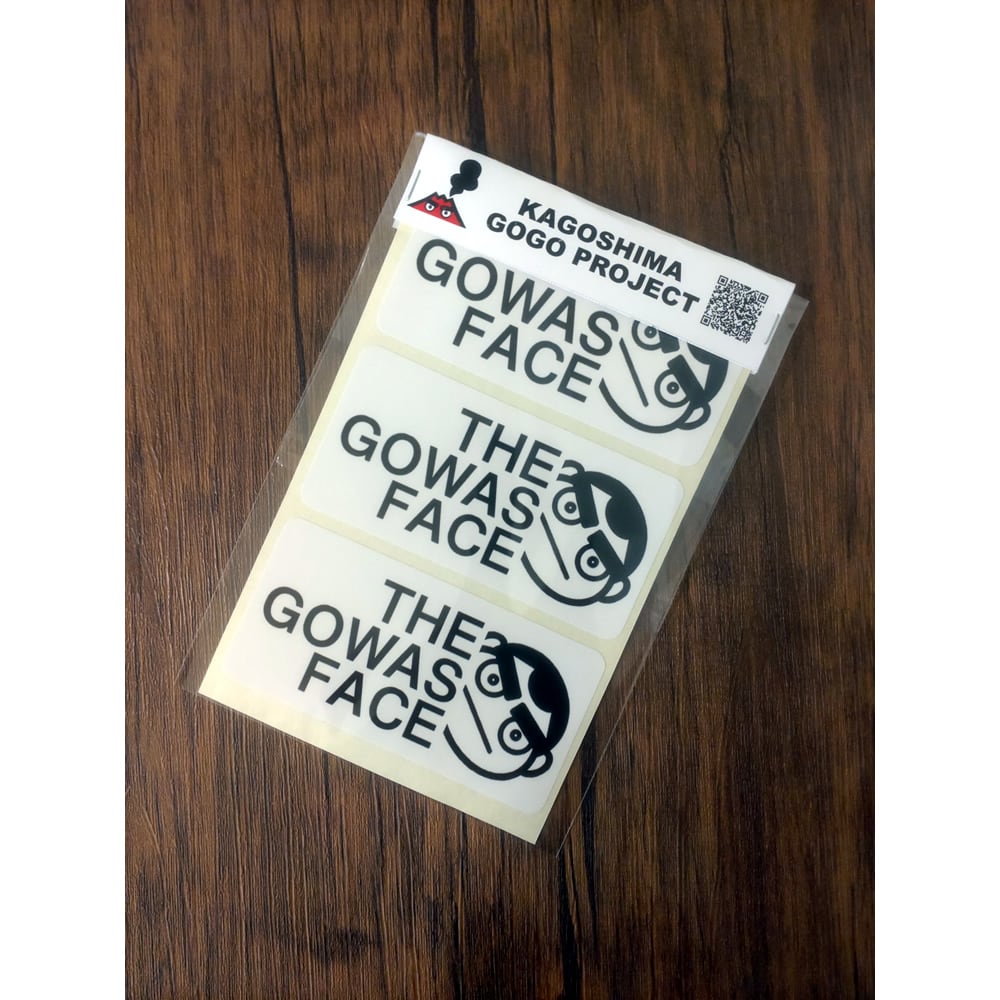 KAGOSHIMA
GOGO PROJECT
GOWAS
FACE
THE
GOWAS
FACE
THE
GOWAS
FACE